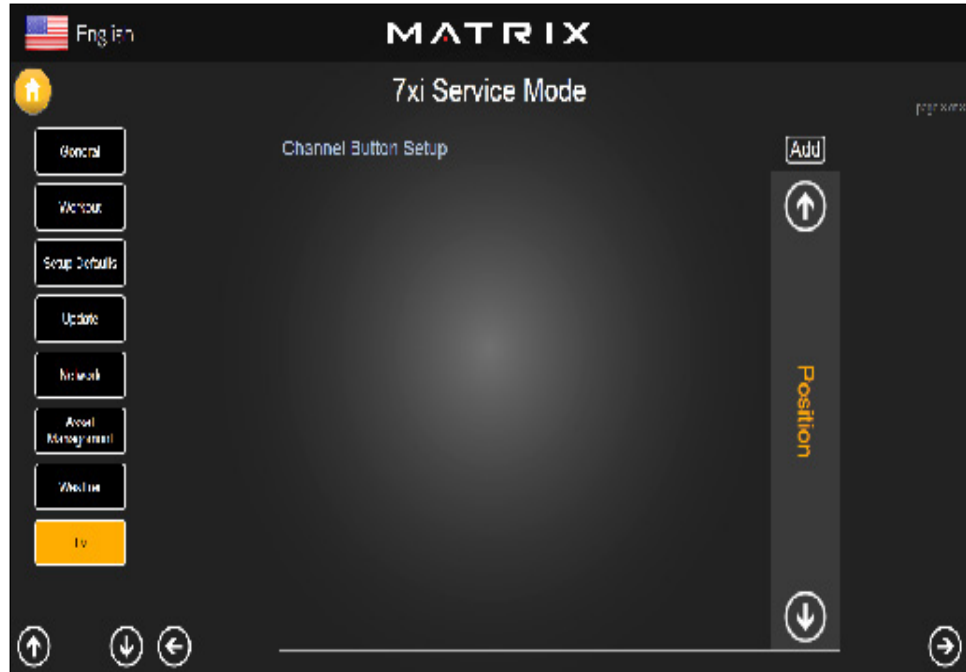 English
MATRIX
7xi Service Mode
Channel Button Setup
Add
General
Workout
Setup Defaults
Update
Network
Asset
Management
Weather
TV
Position